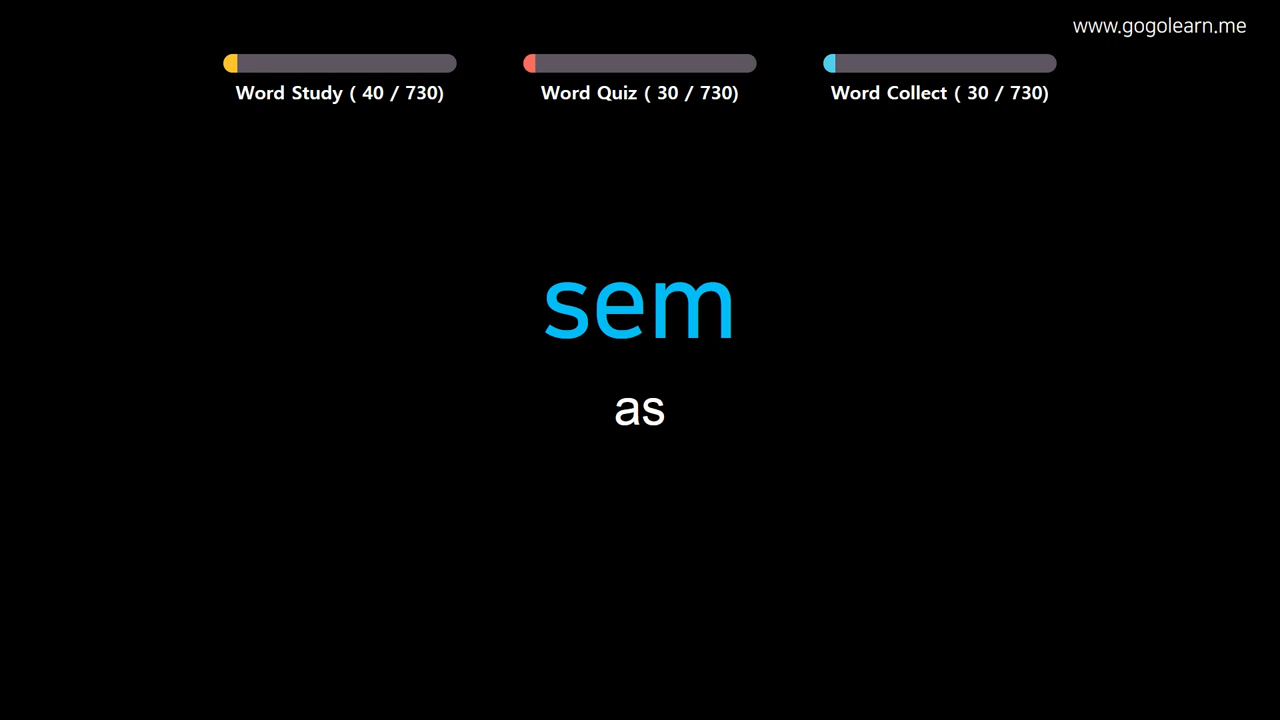 www.gogolearn.me
Word Study ( 40 / 730)
Word Quiz ( 30 / 730)
Word Collect ( 30 / 730)
sem
as